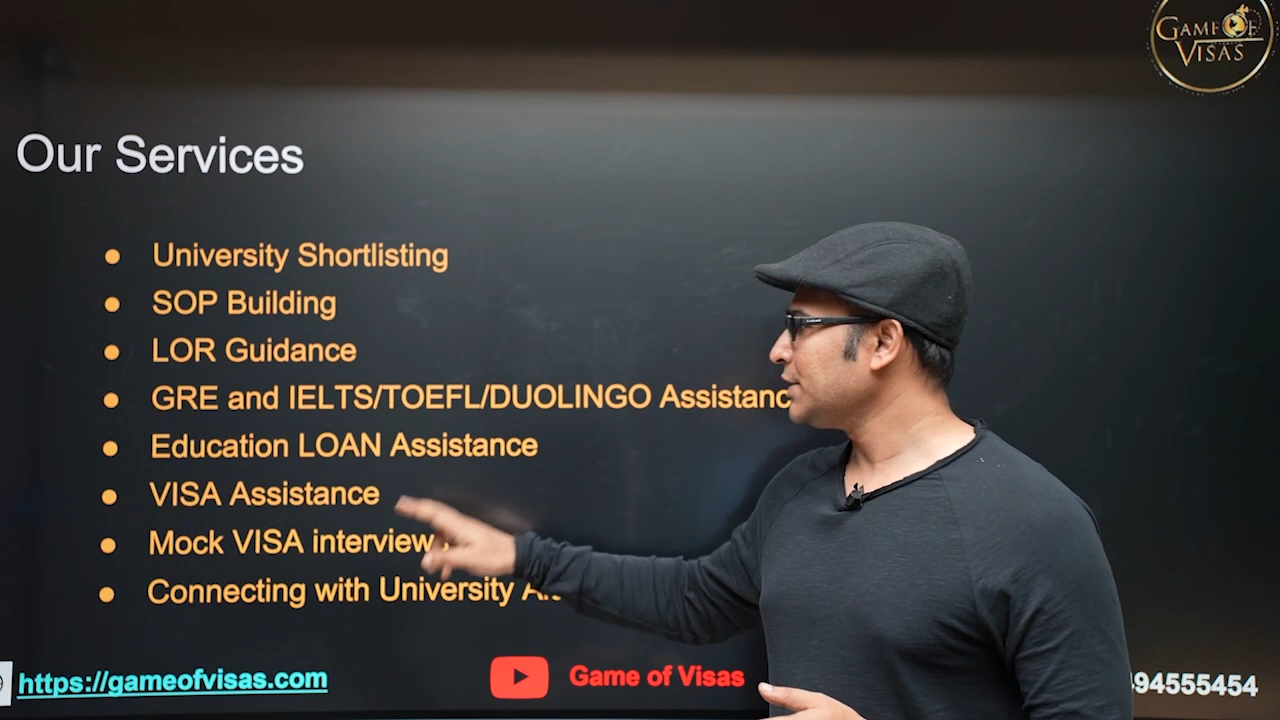 GAME OF
VISAS
Our Services
University Shortlisting
SOP Building
LOR Guidance
GRE and IELTS/TOEFL/DUOLINGO Assistanc
Education LOAN Assistance
VISA Assistance
Mock VISA interview
Connecting with University
https://gameofvisas.com
Game of Visas
494555454